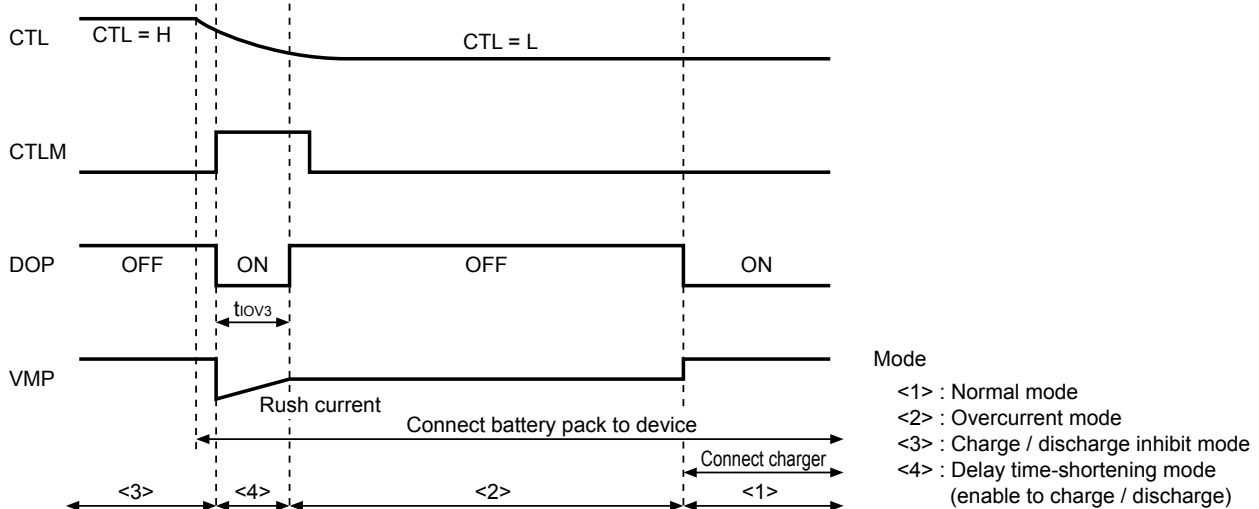 CTL
CTL = H
CTL = L
CTLM
DOP
OFF
ON
OFF
ON
tIOV3
VMP
Rush current
Connect battery pack to device
Connect charger
<3>
<4>
<2>
<1>
Mode
<1> : Normal mode
<2> : Overcurrent mode
<3> : Charge / discharge inhibit mode
<4> : Delay time-shortening mode
(enable to charge / discharge)